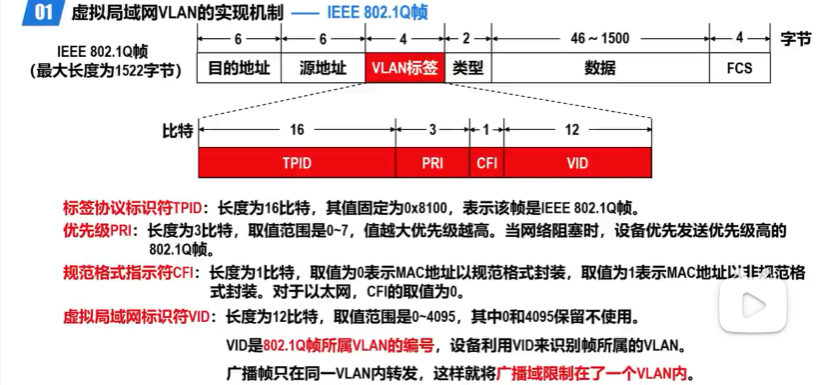 01 虚拟局域网VLAN的实现机制 —— IEEE 802.1Q帧
6 6 4 2 46～1500 4 字节
IEEE 802.1Q帧
（最大长度为1522字节）
目的地址 源地址 VLAN标签 类型 数据 FCS
比特 16 3 1 12
TPID PRI CFI VID
标签协议标识符TPID：长度为16比特，其值固定为0x8100，表示该帧是IEEE 802.1Q帧。
优先级PRI：长度为3比特，取值范围是0~7，值越大优先级越高。当网络阻塞时，设备优先发送优先级高的
802.1Q帧。
规范格式指示符CFI：长度为1比特，取值为0表示MAC地址以规范格式封装，取值为1表示MAC地址以非规范格
式封装。对于以太网，CFI的取值为0。
虚拟局域网标识符VID：长度为12比特，取值范围是0~4095，其中0和4095保留不使用。
VID是802.1Q帧所属VLAN的编号，设备利用VID来识别帧所属的VLAN。
广播帧只在同一VLAN内转发，这样就将广播域限制在了一个VLAN内。